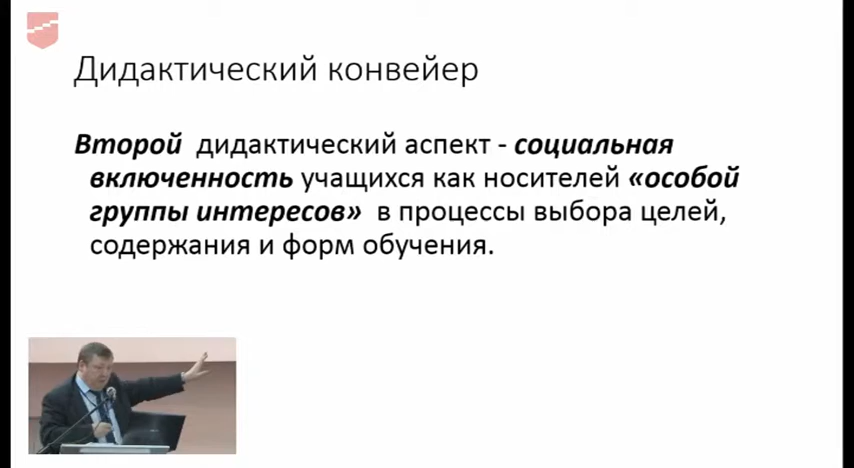 Дидактический конвейер
Второй дидактический аспект - социальная
включенность учащихся как носителей «особой
группы интересов» в процессы выбора целей,
содержания и форм обучения.